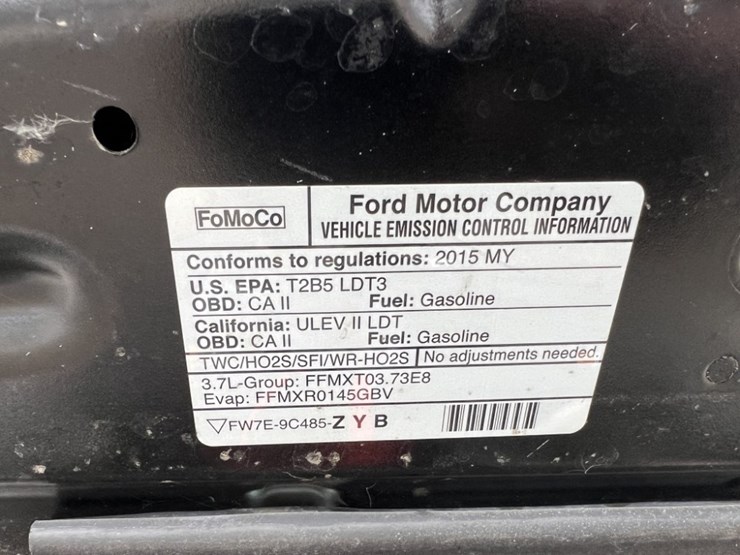 FoMoCo
Ford Motor Company
VEHICLE EMISSION CONTROL INFORMATION
Conforms to regulations: 2015 MY
U.S. EPA: T2B5 LDT3
OBD: CA II Fuel: Gasoline
California: ULEV II LDT
OBD: CA II Fuel: Gasoline
TWC/HO2S/SFI/WR-HO2S No adjustments needed.
3.7L-Group: FFMXT03.73E8
Evap: FFMXR0145GBV
▽FW7E-9C485-Z Y B